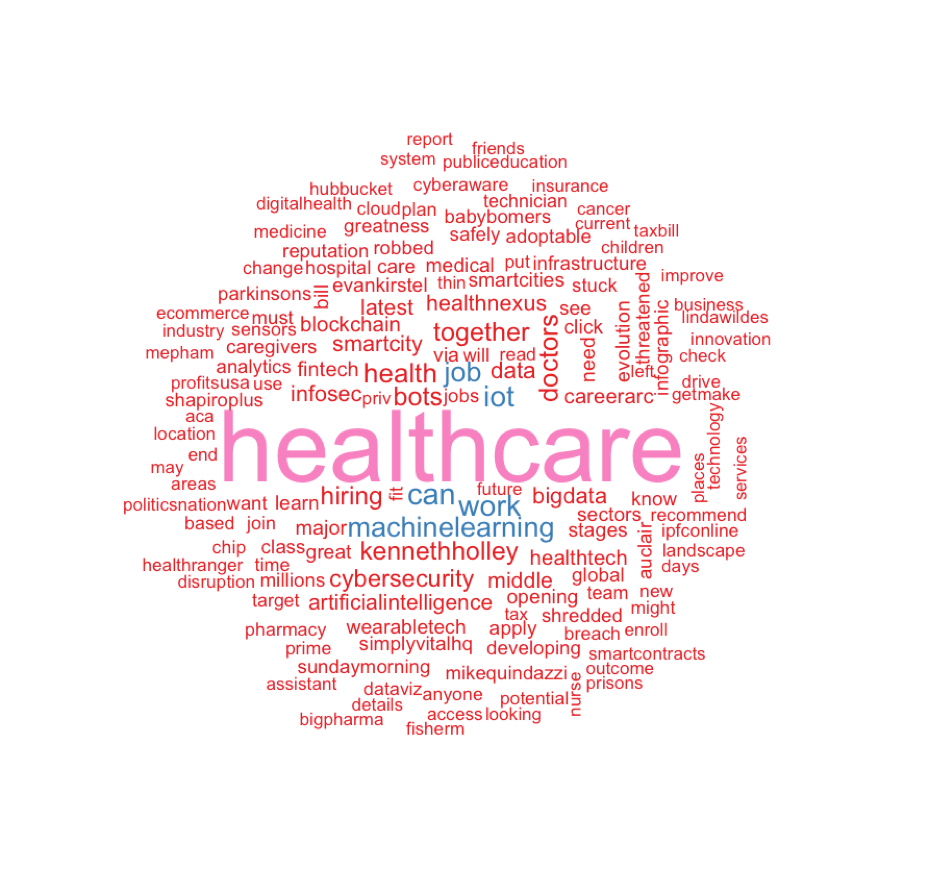 report
friends
system publiceducation
hubbucket cyberaware insurance
digitalhealth cloudplan technician
babybomers cancer
medicine greatness safely adoptable current taxbill
reputation robbed children
change hospital care medical put infrastructure
parkinsons bill evankirstel thin smartcities stuck threatened improve
ecommerce must latest healthnexus see evolution infographic business
lindawildes
industry sensors blockchain together doctors click need innovation
mepham caregivers smartcity via will read check
analytics fintech health job data left
profitsusa use drive
shapiroplus infosec priv bots jobs iot careerarc getmake
aca
location healthcare
end
may
areas places technology services
politicsnation want learn hiring fit can future work bigdata know
based join major machinelearning stages sectors recommend
auclair ipfconline
chip class great kennethholley healthtech landscape
healthranger time days
disruption millions cybersecurity middle global
target artificialintelligence opening team new
tax shredded might
pharmacy wearabletech apply breach enroll
prime simplyvitalhq developing smartcontracts
sundaymorning mikequindazzi outcome
assistant dataviz anyone potential nurse prisons
details
bigpharma access looking
fisherm